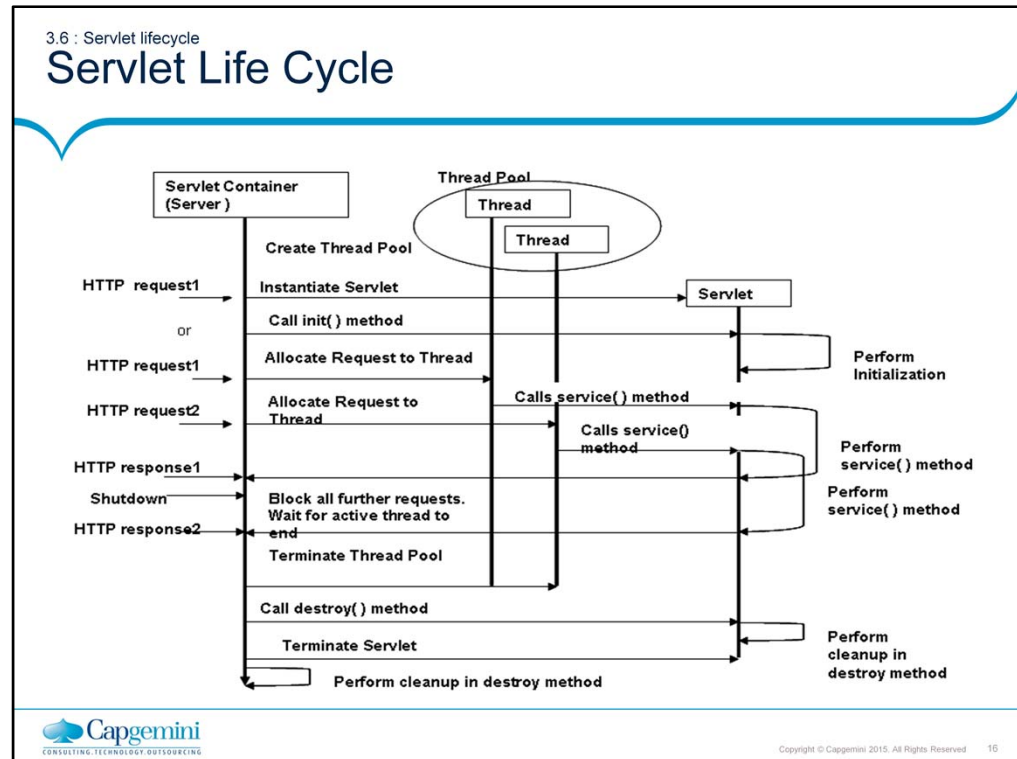 3.6 : Servlet lifecycle
Servlet Life Cycle
Servlet Container
(Server )
Thread Pool
Thread
Thread
Create Thread Pool
HTTP request1
Instantiate Servlet
Servlet
or
Call init( ) method
Perform
Initialization
HTTP request1
Allocate Request to Thread
HTTP request2
Allocate Request to
Thread
Calls service( ) method
Calls service()
method
Perform
service( ) method
HTTP response1
Perform
service( ) method
Shutdown
Block all further requests.
Wait for active thread to
end
HTTP response2
Terminate Thread Pool
Call destroy( ) method
Perform
cleanup in
destroy method
Terminate Servlet
Perform cleanup in destroy method
Capgemini
CONSULTING.TECHNOLOGY.OUTSOURCING
Copyright © Capgemini 2015. All Rights Reserved 16